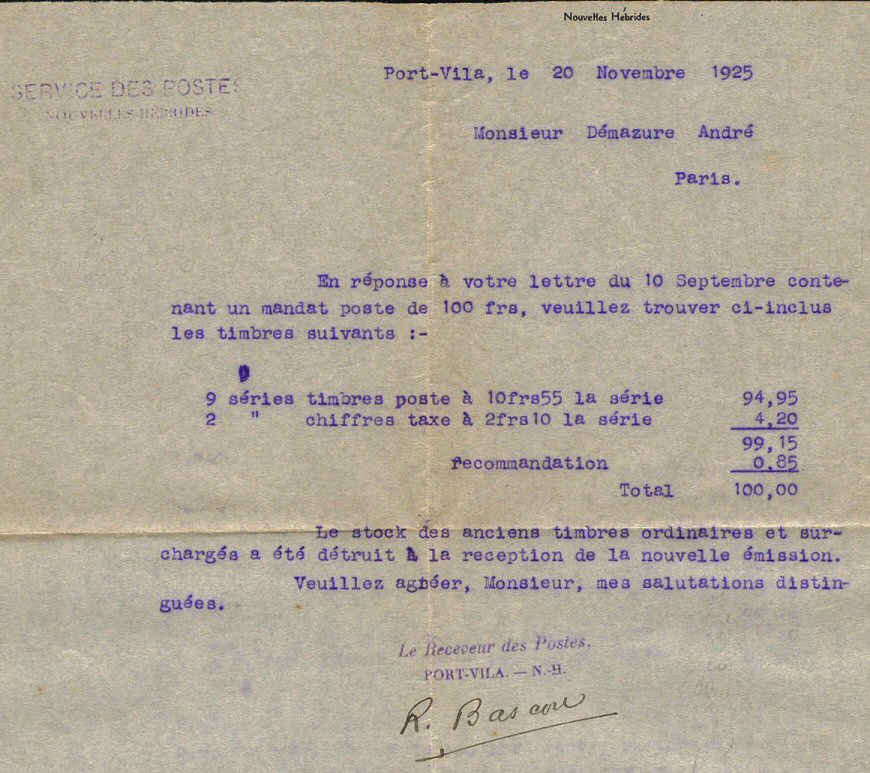 Nouvelles Hébrides
Port-Vila, le 20 Novembre 1925
SERVICE DES POSTES
NOUVELLES HEBRIDES
Monsieur Démazure André
Paris.
En réponse à votre lettre du 10 Septembre conte-
nant un mandat poste de 100 frs, veuillez trouver ci-inclus
les timbres suivants :-
9 séries timbres poste à 10frs55 la série 94,95
2 " chiffres taxe à 2frs10 la série 4,20
99,15
recommandation 0,85
Total 100,00
Le stock des anciens timbres ordinaires et sur-
chargés a été détruit à la reception de la nouvelle émission.
Veuillez agréer, Monsieur, mes salutations distin-
guées.
Le Receveur des Postes,
PORT-VILA. — N.-H.
R.